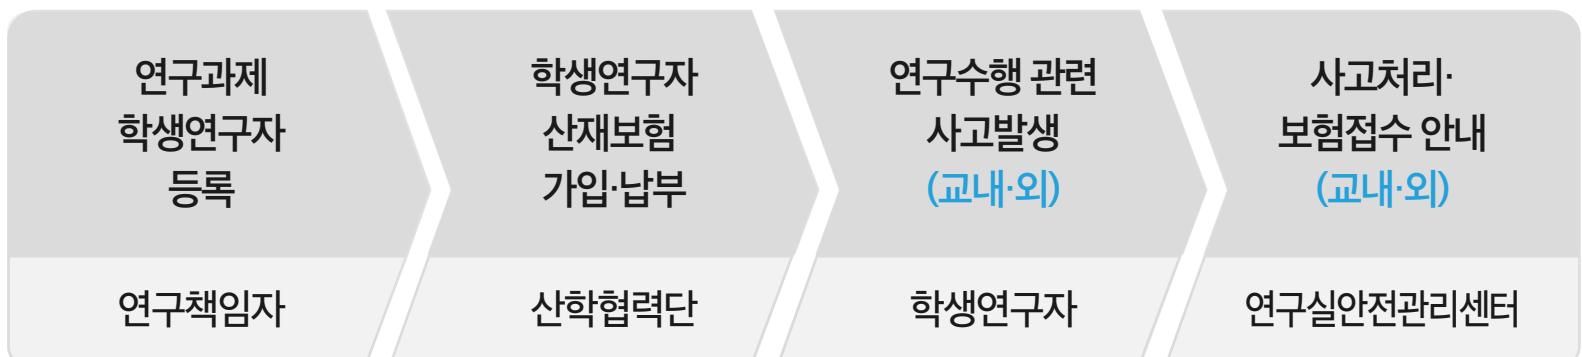 연구과제
학생연구자
등록
연구책임자
학생연구자
산재보험
가입·납부
산학협력단
연구수행 관련
사고발생
(교내·외)
학생연구자
사고처리·
보험접수 안내
(교내·외)
연구실안전관리센터